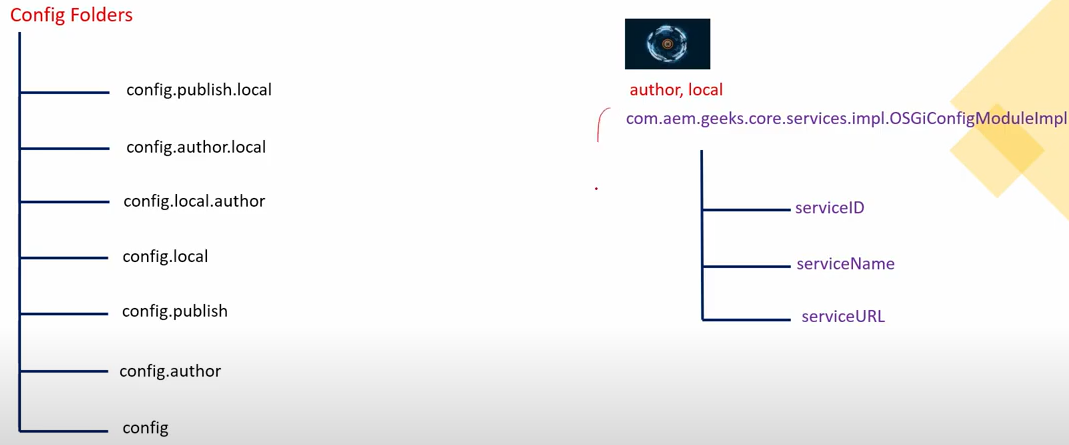 Config Folders
config.publish.local
config.author.local
config.local.author
config.local
config.publish
config.author
config
author, local
com.aem.geeks.core.services.impl.OSGiConfigModuleImpl
serviceID
serviceName
serviceURL